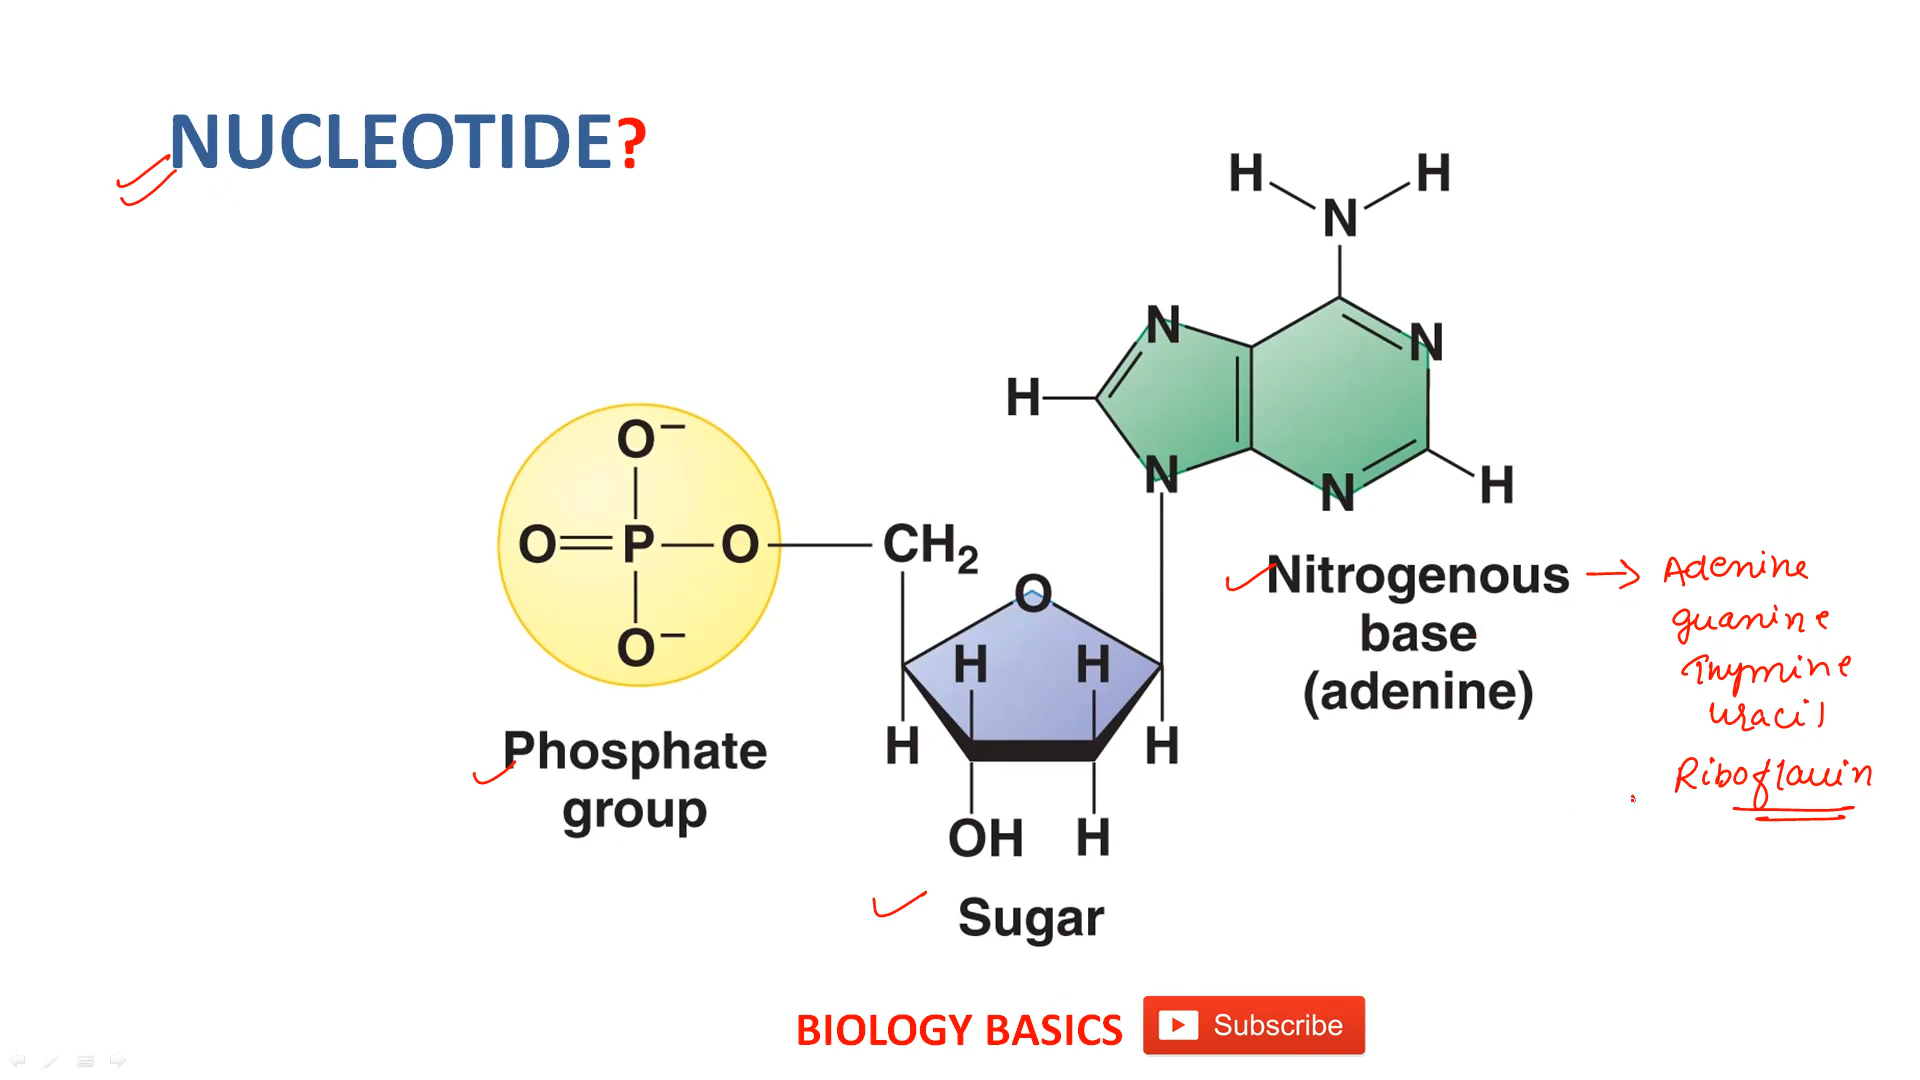 NUCLEOTIDE?
H H
N
N N
H
N N H
O−
O=P—O—CH2
O−
O
H H
H H
OH H
Phosphate
group
Sugar
Nitrogenous → Adenine
base
(adenine)
guanine
Thymine
uracil
Riboflavin
BIOLOGY BASICS Subscribe